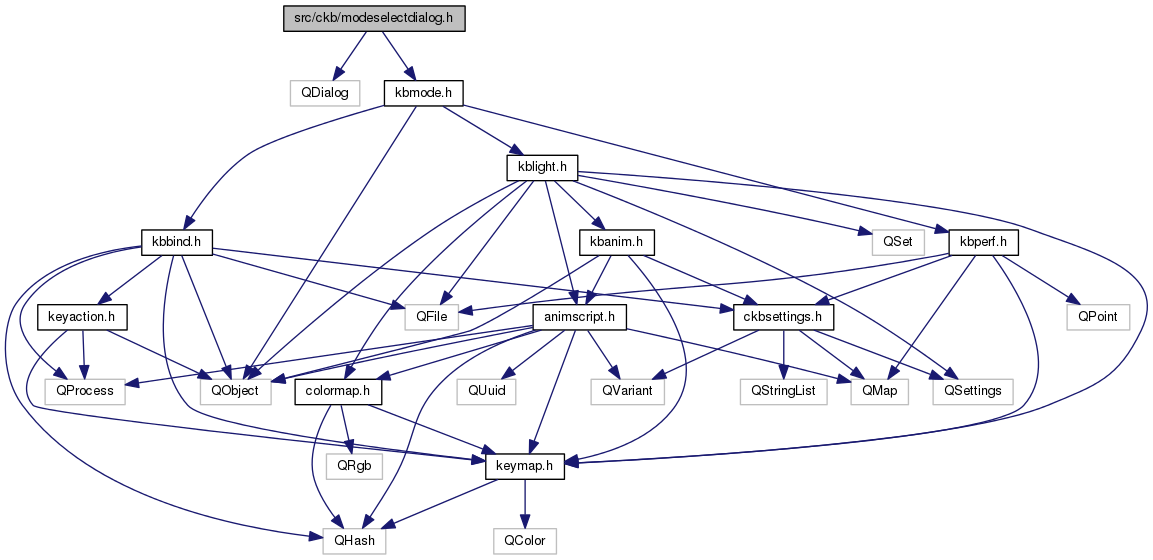 src/ckb/modeselectdialog.h
QDialog
kbmode.h
kblight.h
kbbind.h
kbanim.h
QSet
kbperf.h
keyaction.h
QFile
animscript.h
ckbsettings.h
QPoint
QProcess
QObject
colormap.h
QUuid
QVariant
QStringList
QMap
QSettings
QRgb
keymap.h
QHash
QColor